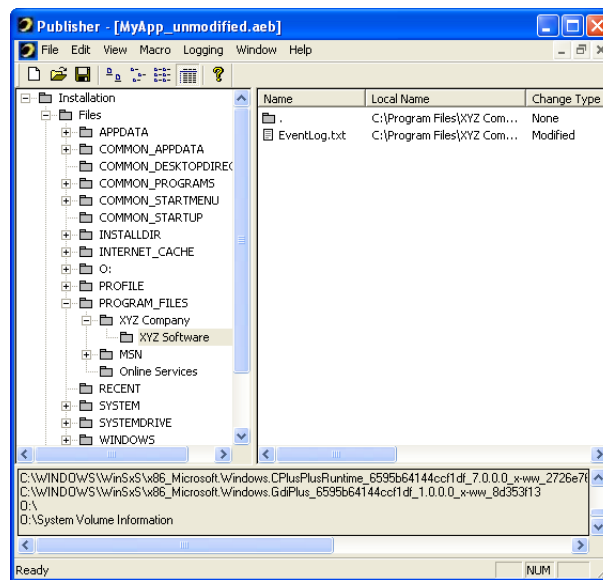 Publisher - [MyApp_unmodified.aeb]
File Edit View Macro Logging Window Help
Installation
Files
APPDATA
COMMON_APPDATA
COMMON_DESKTOPDIREC
COMMON_PROGRAMS
COMMON_STARTMENU
COMMON_STARTUP
INSTALLDIR
INTERNET_CACHE
O:
PROFILE
PROGRAM_FILES
XYZ Company
XYZ Software
MSN
Online Services
RECENT
SYSTEM
SYSTEMDRIVE
WINDOWS
Name Local Name Change Type
. C:\Program Files\XYZ Com... None
EventLog.txt C:\Program Files\XYZ Com... Modified
C:\WINDOWS\WinSxS\x86_Microsoft.Windows.CPlusPlusRuntime_6595b64144ccf1df_7.0.0.0_x-ww_2726e76
C:\WINDOWS\WinSxS\x86_Microsoft.Windows.GdiPlus_6595b64144ccf1df_1.0.0.0_x-ww_8d353f13
O:\
O:\System Volume Information
Ready NUM